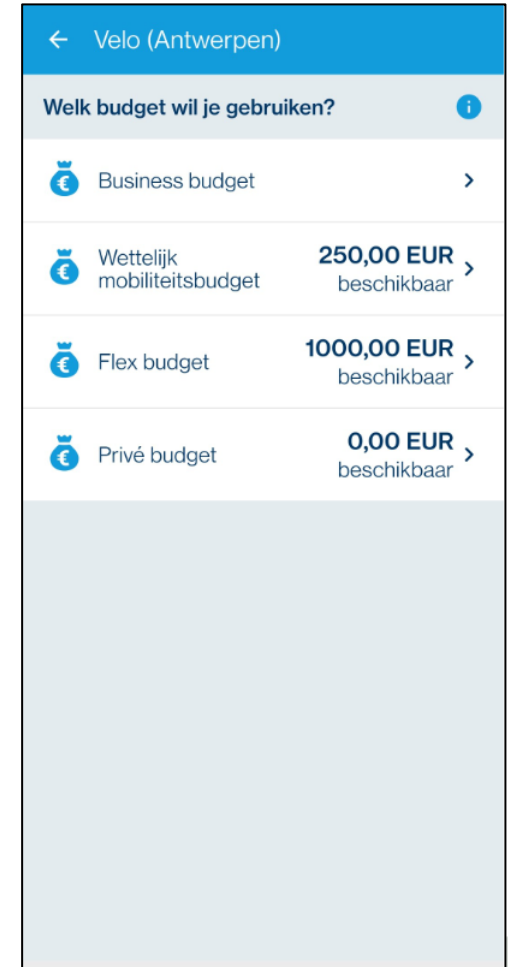 Velo (Antwerpen)
Welk budget wil je gebruiken?
Business budget
Wettelijk
mobiliteitsbudget
250,00 EUR
beschikbaar
Flex budget
1000,00 EUR
beschikbaar
Privé budget
0,00 EUR
beschikbaar